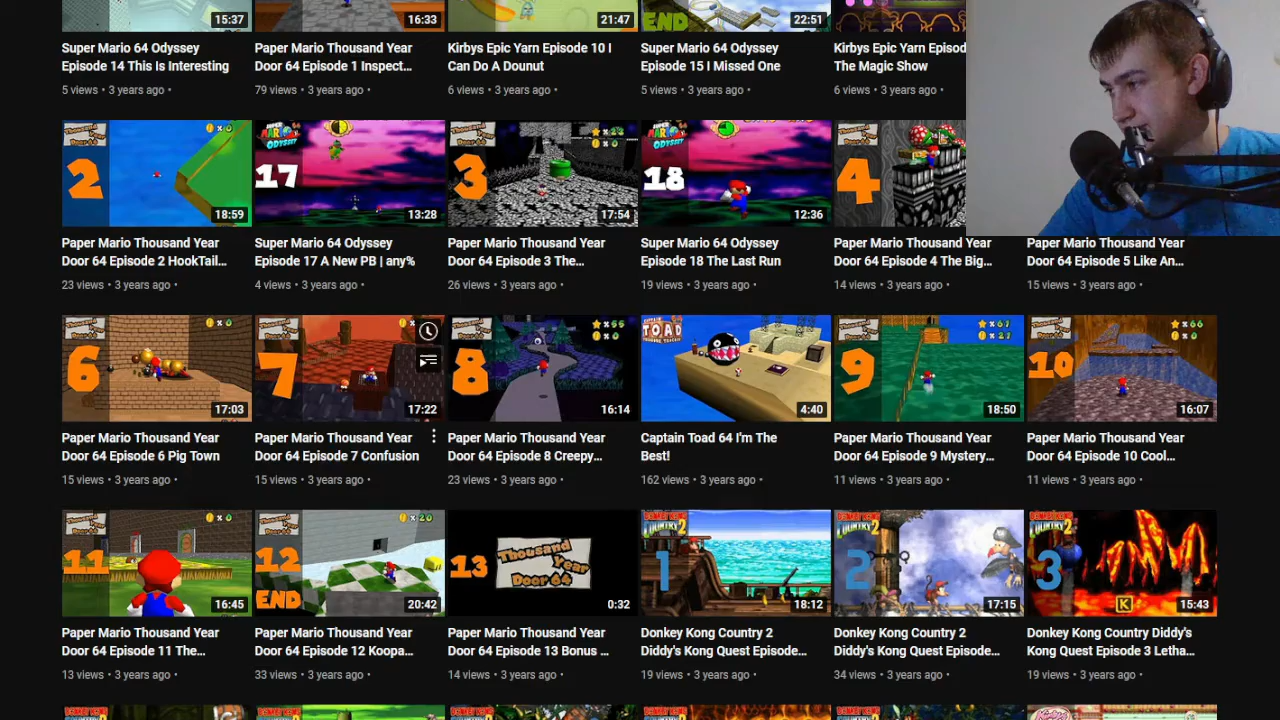 15:37
16:33
21:47
END
22:51
Super Mario 64 Odyssey
Episode 14 This Is Interesting
5 views • 3 years ago •
Paper Mario Thousand Year
Door 64 Episode 1 Inspect...
79 views • 3 years ago •
Kirbys Epic Yarn Episode 10 I
Can Do A Dounut
6 views • 3 years ago •
Super Mario 64 Odyssey
Episode 15 I Missed One
5 views • 3 years ago •
Kirbys Epic Yarn Episod
The Magic Show
6 views • 3 years ago •
2
18:59
17
13:28
3
17:54
18
12:36
4
Paper Mario Thousand Year
Door 64 Episode 2 HookTail...
23 views • 3 years ago •
Super Mario 64 Odyssey
Episode 17 A New PB | any%
4 views • 3 years ago •
Paper Mario Thousand Year
Door 64 Episode 3 The...
26 views • 3 years ago •
Super Mario 64 Odyssey
Episode 18 The Last Run
19 views • 3 years ago •
Paper Mario Thousand Year
Door 64 Episode 4 The Big...
14 views • 3 years ago •
Paper Mario Thousand Year
Door 64 Episode 5 Like An...
15 views • 3 years ago •
6
17:03
7
17:22
8
16:14
TOAD
4:40
9
18:50
10
16:07
Paper Mario Thousand Year
Door 64 Episode 6 Pig Town
15 views • 3 years ago •
Paper Mario Thousand Year
Door 64 Episode 7 Confusion
15 views • 3 years ago •
Paper Mario Thousand Year
Door 64 Episode 8 Creepy...
23 views • 3 years ago •
Captain Toad 64 I'm The
Best!
162 views • 3 years ago •
Paper Mario Thousand Year
Door 64 Episode 9 Mystery...
11 views • 3 years ago •
Paper Mario Thousand Year
Door 64 Episode 10 Cool...
11 views • 3 years ago •
11
16:45
12
END
20:42
13
Thousand
Year
Door 64
0:32
1
18:12
2
17:15
3
K
15:43
Paper Mario Thousand Year
Door 64 Episode 11 The...
13 views • 3 years ago •
Paper Mario Thousand Year
Door 64 Episode 12 Koopa...
33 views • 3 years ago •
Paper Mario Thousand Year
Door 64 Episode 13 Bonus ...
14 views • 3 years ago •
Donkey Kong Country 2
Diddy's Kong Quest Episode...
19 views • 3 years ago •
Donkey Kong Country 2
Diddy's Kong Quest Episode...
34 views • 3 years ago •
Donkey Kong Country Diddy's
Kong Quest Episode 3 Letha...
19 views • 3 years ago •